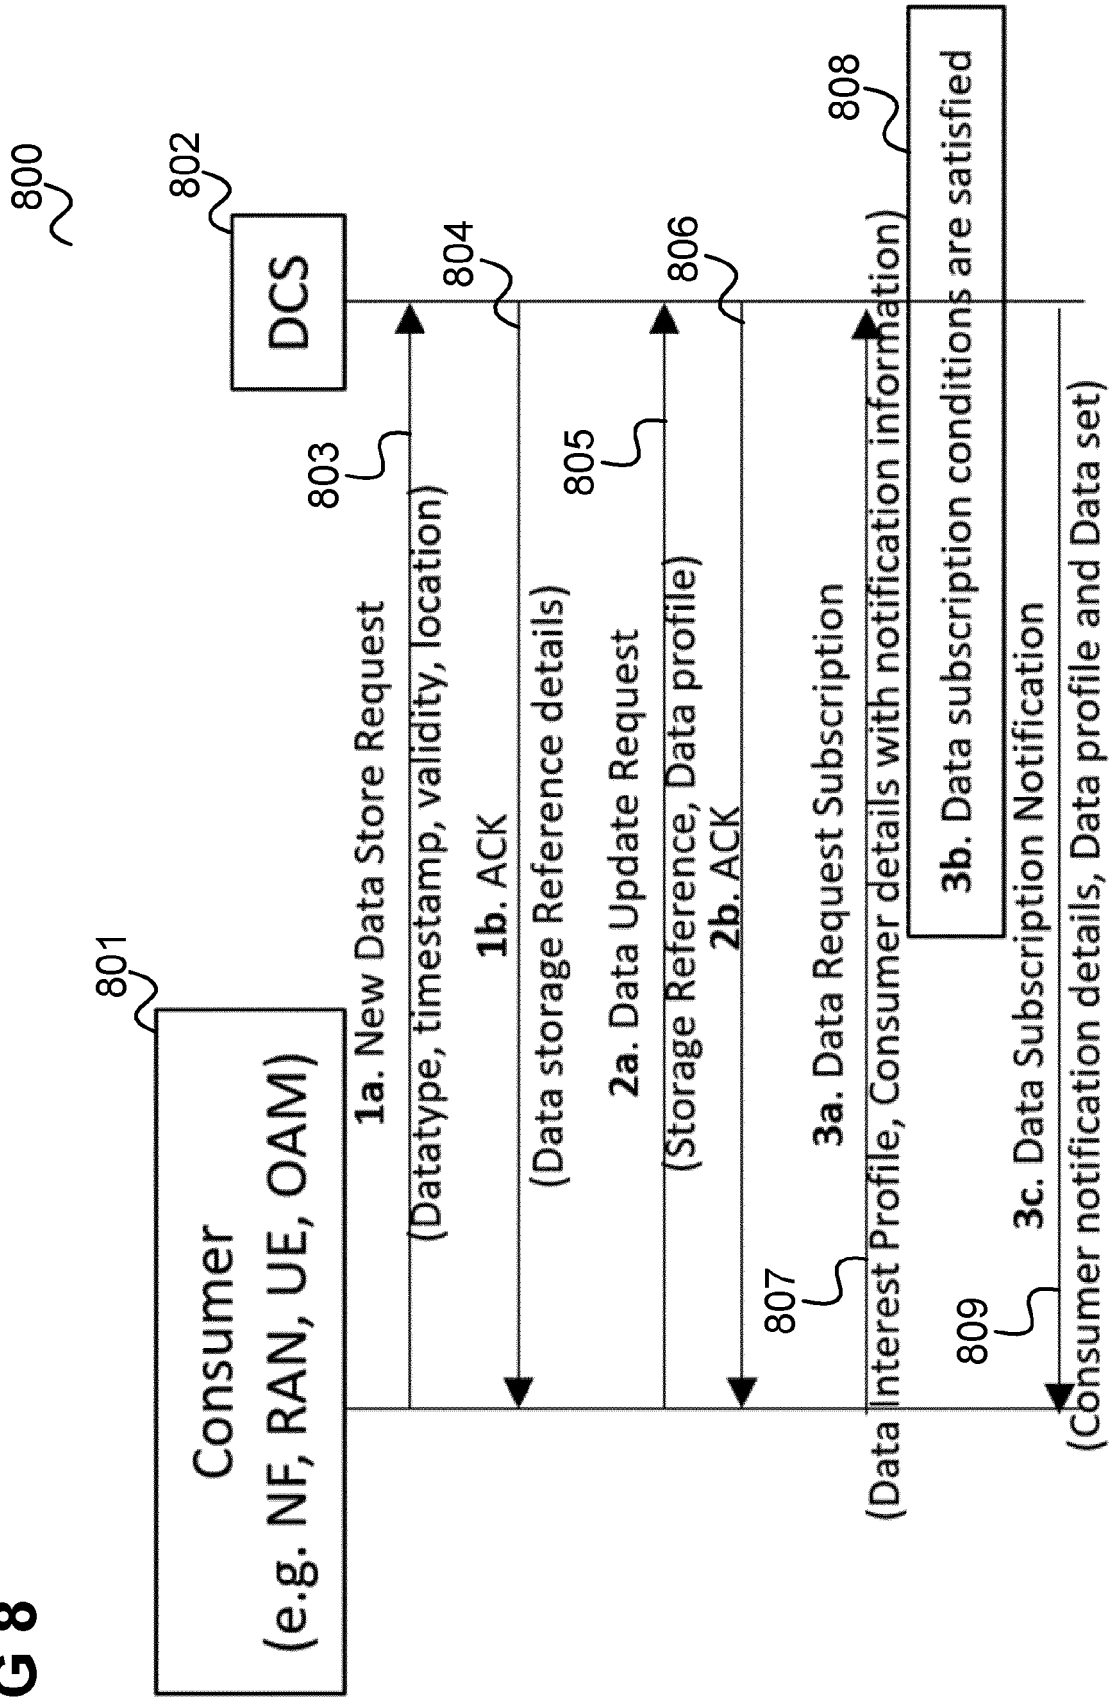 G 8
800
801
Consumer
(e.g. NF, RAN, UE, OAM)
802
DCS
803
1a. New Data Store Request
(Datatype, timestamp, validity, location)
804
1b. ACK
(Data storage Reference details)
805
2a. Data Update Request
(Storage Reference, Data profile)
806
2b. ACK
807
3a. Data Request Subscription
(Data Interest Profile, Consumer details with notification information)
808
3b. Data subscription conditions are satisfied
809
3c. Data Subscription Notification
(Consumer notification details, Data profile and Data set)